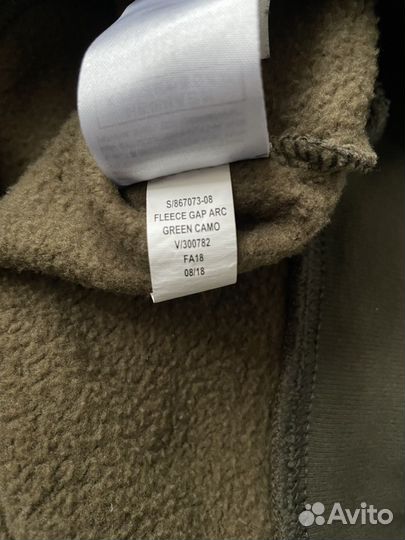 S/867073-08
FLEECE GAP ARC
GREEN CAMO
V/300782
FA18
08/18
Avito